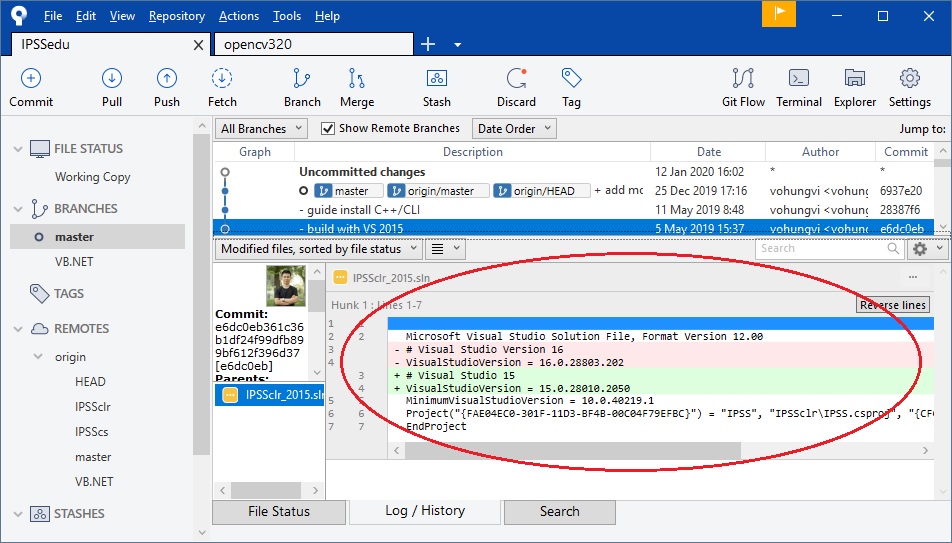 File Edit View Repository Actions Tools Help
IPSSedu opencv320
Commit Pull Push Fetch Branch Merge Stash Discard Tag Git Flow Terminal Explorer Settings
All Branches Show Remote Branches Date Order Jump to:
Graph Description Date Author Commit
Uncommitted changes 12 Jan 2020 16:02 * *
master origin/master origin/HEAD + add mc 25 Dec 2019 17:16 vohungvi <vohung 6937e20
- guide install C++/CLI 11 May 2019 8:48 vohungvi <vohung 28387f6
- build with VS 2015 5 May 2019 15:37 vohungvi <vohung e6dc0eb
FILE STATUS
Working Copy
BRANCHES
master
VB.NET
TAGS
REMOTES
origin
HEAD
IPSSclr
IPSScs
master
VB.NET
STASHES
Modified files, sorted by file status Search
Commit:
e6dc0eb361c36
b1df24f99dfb89
9bf612f396d37
[e6dc0eb]
Parents:
IPSSclr_2015.sln
IPSSclr_2015.sln
Hunk 1 : Lines 1-7 Reverse lines
1 1
2 2 Microsoft Visual Studio Solution File, Format Version 12.00
3 - # Visual Studio Version 16
4 - VisualStudioVersion = 16.0.28803.202
3 + # Visual Studio 15
4 + VisualStudioVersion = 15.0.28010.2050
5 5 MinimumVisualStudioVersion = 10.0.40219.1
6 6 Project("{FAE04EC0-301F-11D3-BF4B-00C04F79EFBC}") = "IPSS", "IPSSclr\IPSS.csproj", "{CF
7 7 EndProject
File Status Log / History Search